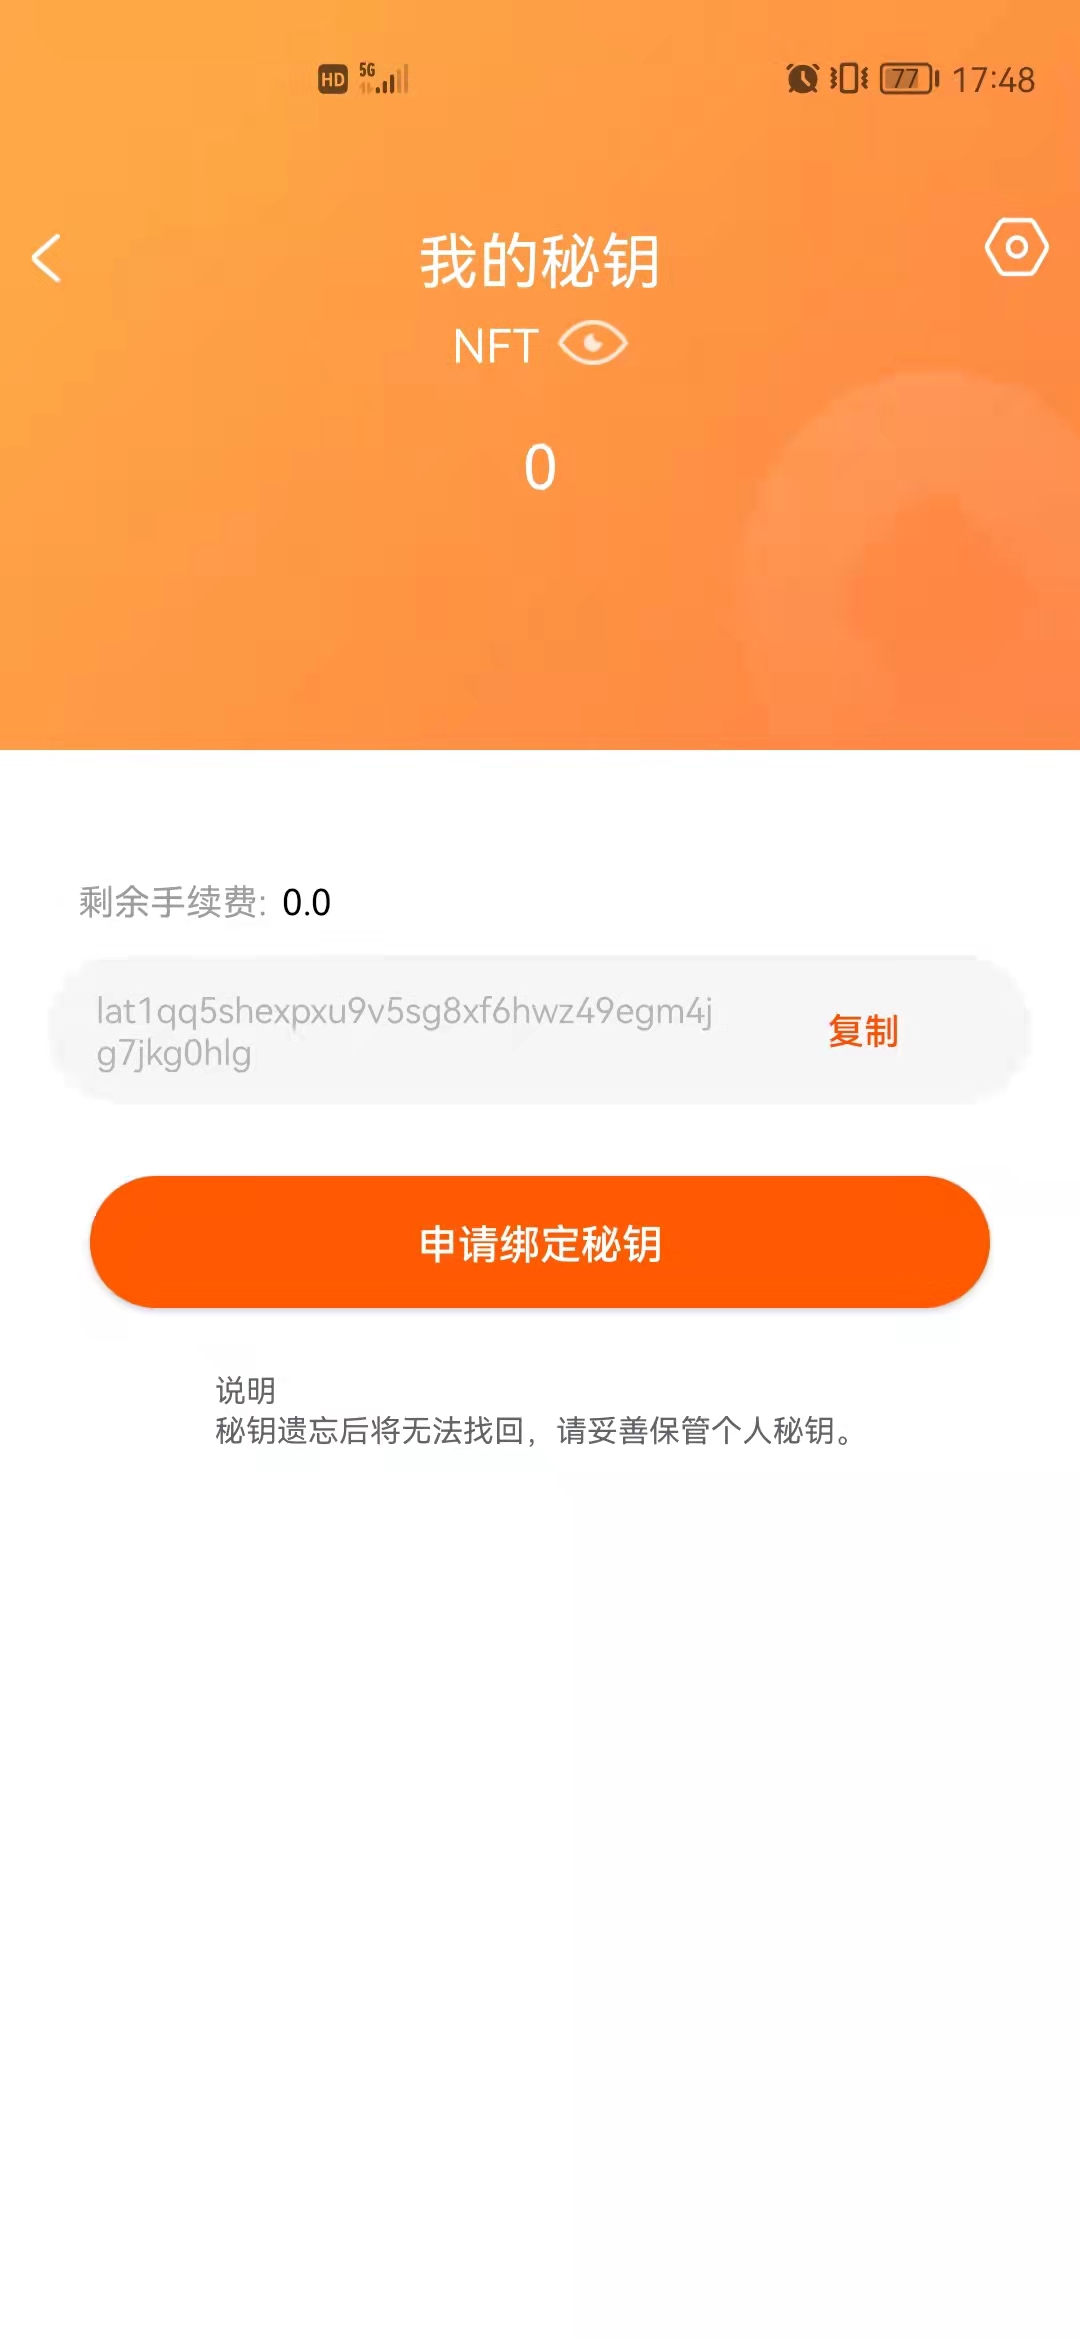 HD 5G 77 17:48
我的秘钥
NFT
0
剩余手续费: 0.0
lat1qq5shexpxu9v5sg8xf6hwz49egm4j
g7jkg0hlg
复制
申请绑定秘钥
说明
秘钥遗忘后将无法找回，请妥善保管个人秘钥。